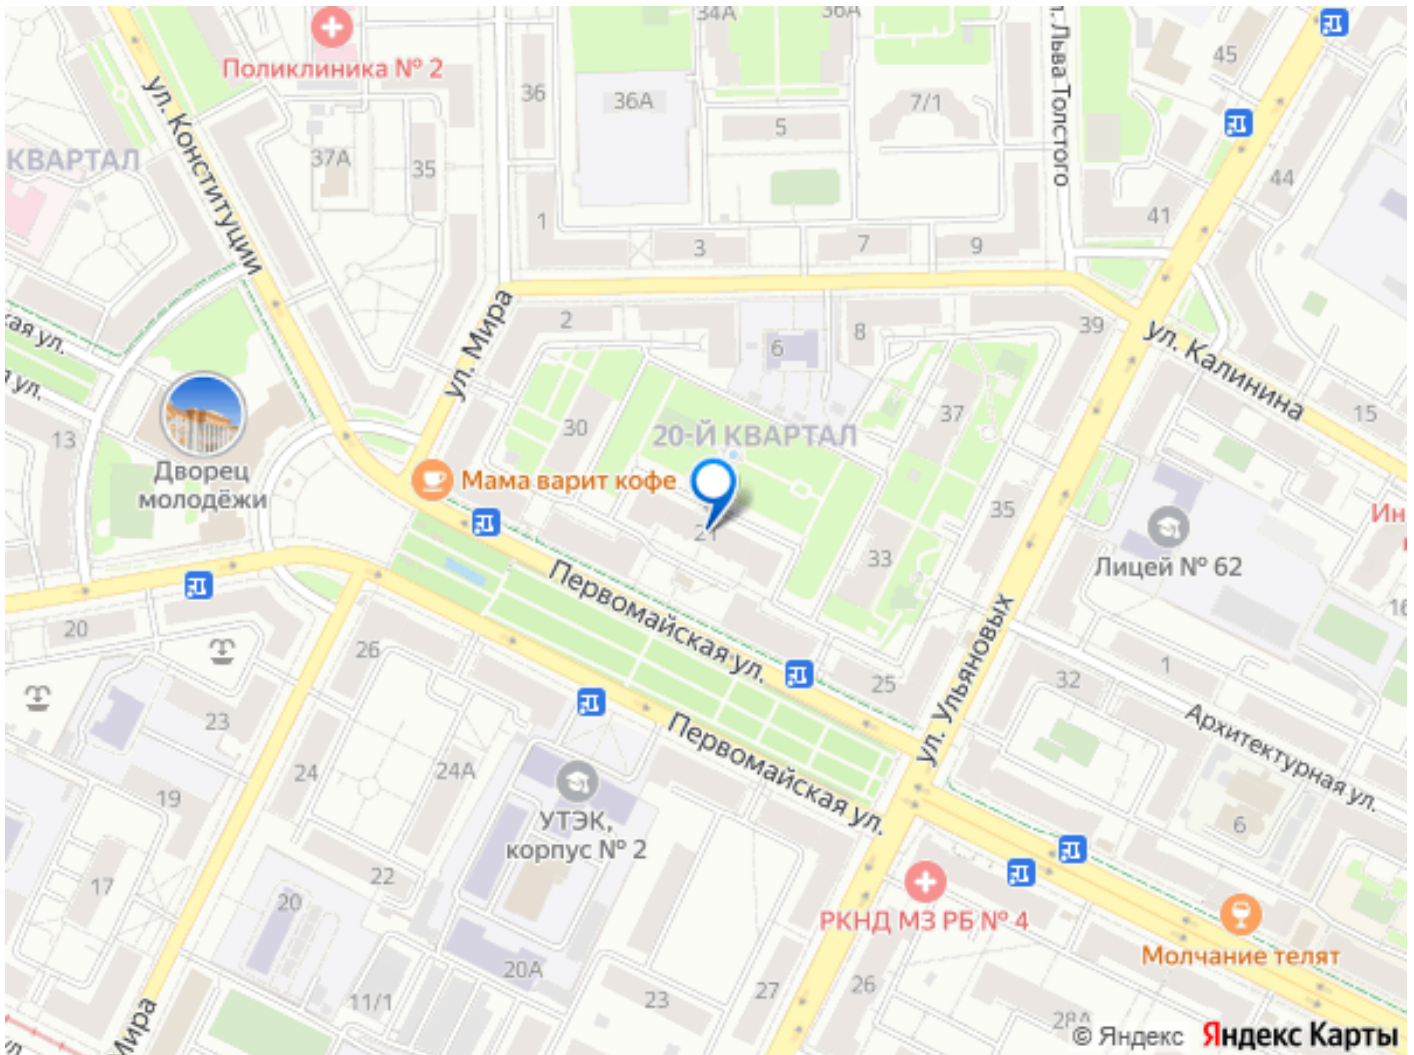 34А
36А
45
Поликлиника № 2
36
36А
7/1
5
ул. Конституции
Льва Толстого
КВАРТАЛ
37А
35
44
1
3
7
9
41
ул. Мира
2
6
8
39
ул. Калинина
ул.
ул.
13
Дворец
молодёжи
30
20-Й КВАРТАЛ
37
15
Мама варит кофе
21
35
33
Лицей № 62
Ин
16
Первомайская ул.
ул. Ульяновых
20
26
25
32
1
23
Архитектурная ул.
Первомайская ул.
24
24А
19
УТЭК,
корпус № 2
6
22
17
20
РКНД МЗ РБ № 4
Молчание телят
20А
11/1
23
27
26
28А
Мира
© Яндекс Яндекс Карты